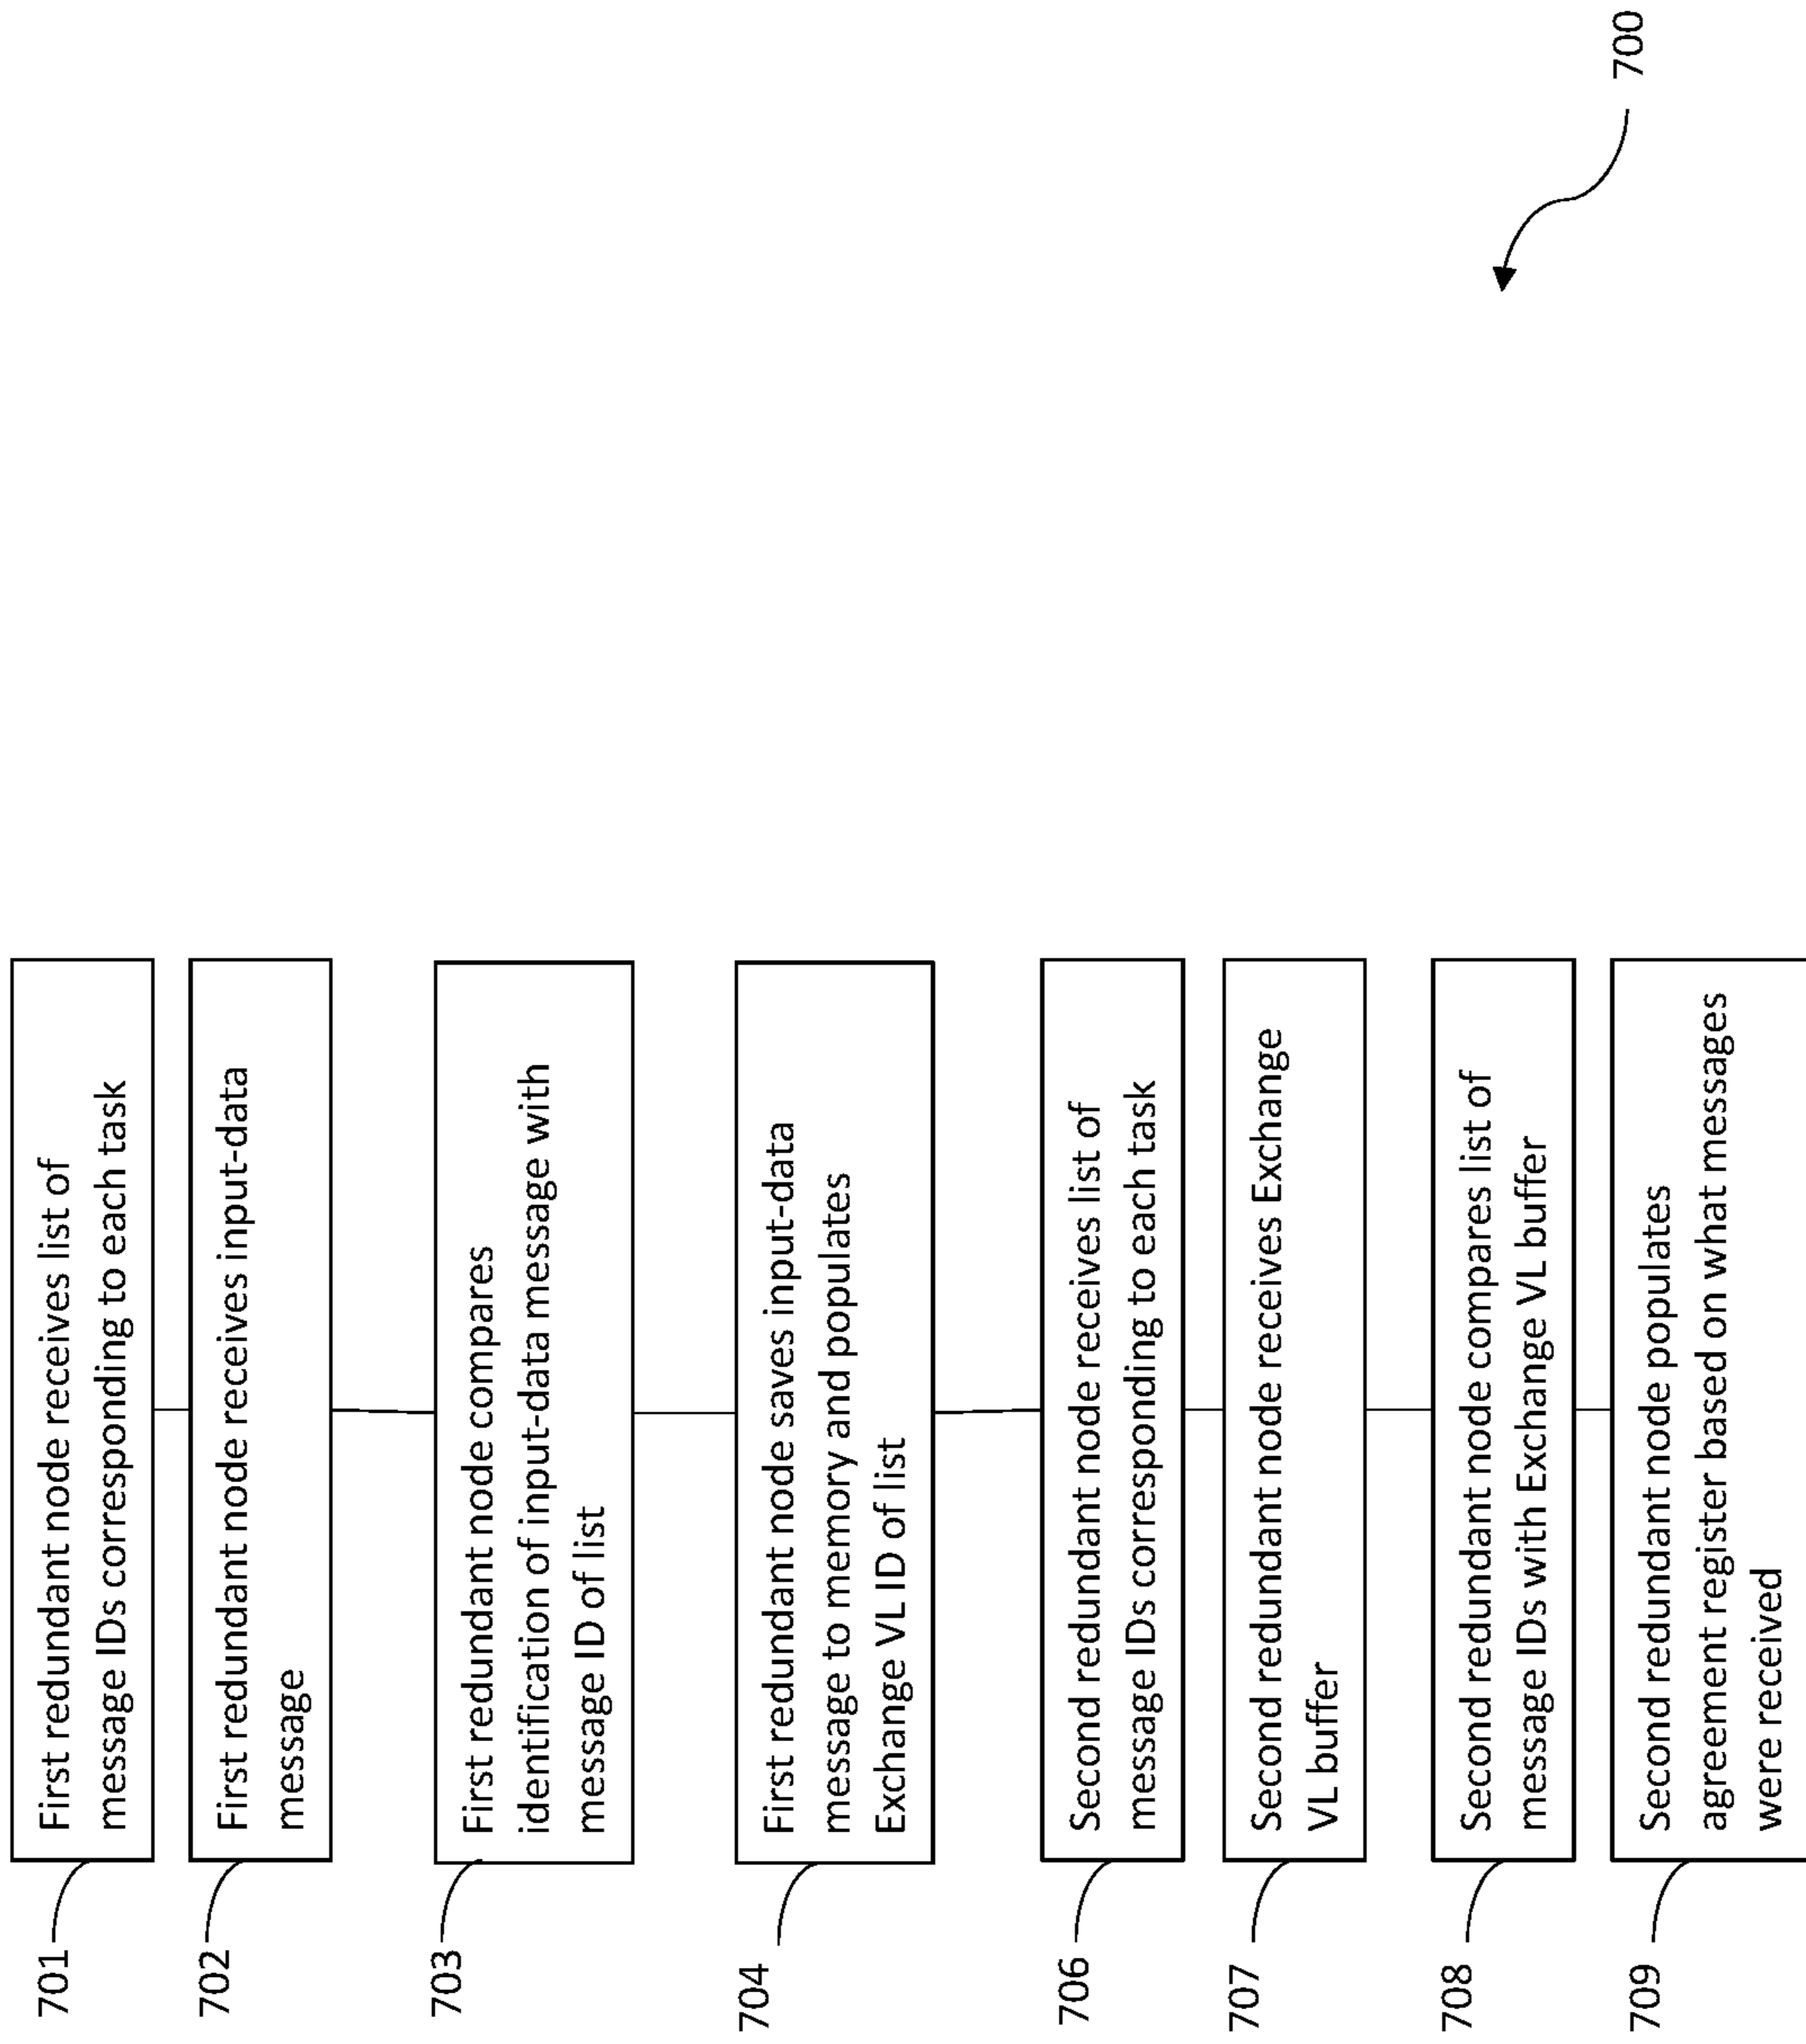 701
First redundant node receives list of
message IDs corresponding to each task
702
First redundant node receives input-data
message
703
First redundant node compares
identification of input-data message with
message ID of list
704
First redundant node saves input-data
message to memory and populates
Exchange VL ID of list
706
Second redundant node receives list of
message IDs corresponding to each task
707
Second redundant node receives Exchange
VL buffer
708
Second redundant node compares list of
message IDs with Exchange VL buffer
709
Second redundant node populates
agreement register based on what messages
were received
700